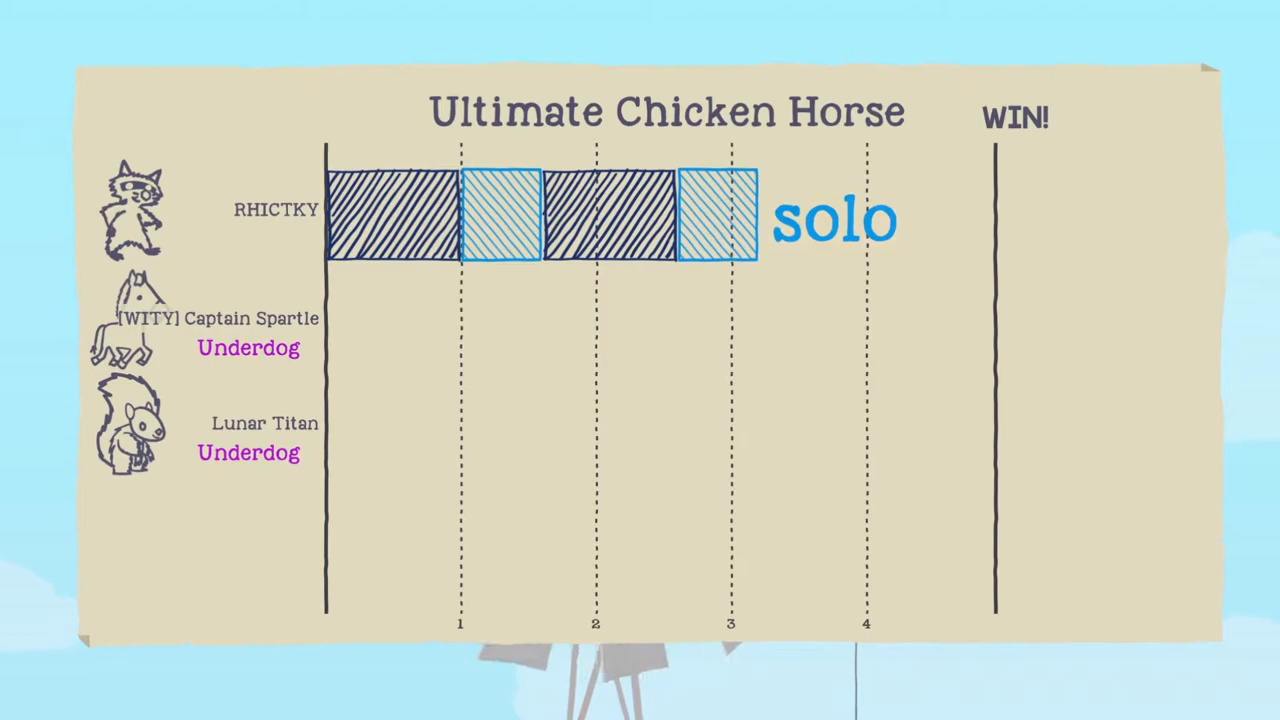 Ultimate Chicken Horse
WIN!
RHICTKY
solo
[WITY] Captain Spartle
Underdog
Lunar Titan
Underdog
1 2 3 4